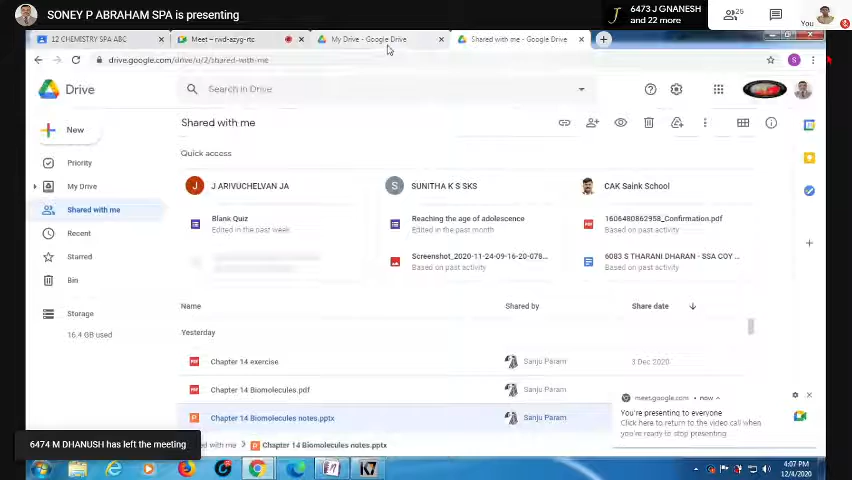 SONEY P ABRAHAM SPA is presenting
6473 J GNANESH
and 22 more
25
You
12 CHEMISTRY SPA ABC
Meet – rwd-azyg-rtc
My Drive - Google Drive
Shared with me - Google Drive
drive.google.com/drive/u/2/shared-with-me
S
Drive
Search in Drive
New
Shared with me
Quick access
Priority
My Drive
Shared with me
Recent
Starred
Bin
Storage
16.4 GB used
J
J ARIVUCHELVAN JA
S
SUNITHA K S SKS
CAK Saink School
Blank Quiz
Edited in the past week
Reaching the age of adolescence
Edited in the past month
1606480862958_Confirmation.pdf
Based on past activity
Screenshot_2020-11-24-09-16-20-078...
Based on past activity
6083 S THARANI DHARAN - SSA COY ...
Based on past activity
Name
Shared by
Share date
Yesterday
Chapter 14 exercise
Sanju Param
3 Dec 2020
Chapter 14 Biomolecules.pdf
Sanju Param
Chapter 14 Biomolecules notes.pptx
Sanju Param
meet.google.com • now
You're presenting to everyone
Click here to return to the video call when
you're ready to stop presenting
6474 M DHANUSH has left the meeting
with me
Chapter 14 Biomolecules notes.pptx
K7
4:07 PM
12/4/2020